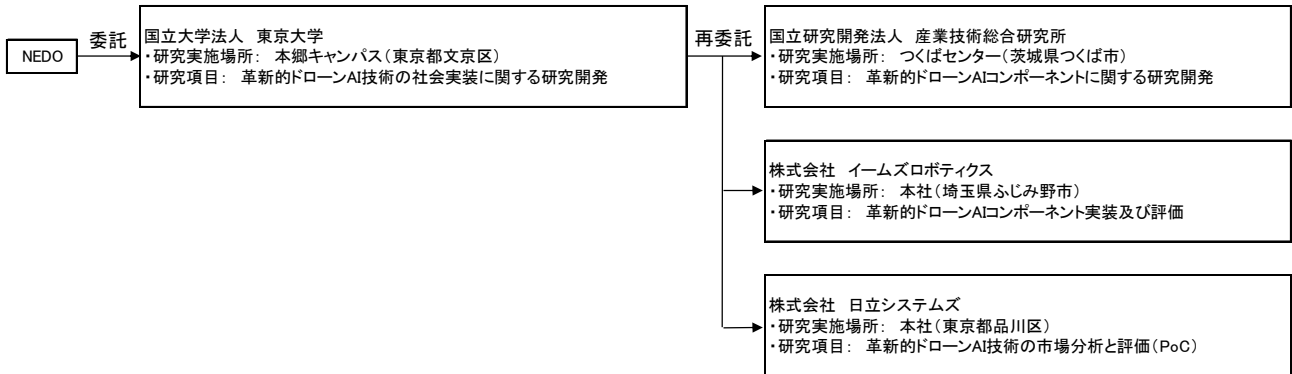 NEDO
委託
国立大学法人　東京大学
・研究実施場所：　本郷キャンパス（東京都文京区）
・研究項目：　革新的ドローンAI技術の社会実装に関する研究開発
再委託
国立研究開発法人　産業技術総合研究所
・研究実施場所：　つくばセンター（茨城県つくば市）
・研究項目：　革新的ドローンAIコンポーネントに関する研究開発
株式会社　イームズロボティクス
・研究実施場所：　本社（埼玉県ふじみ野市）
・研究項目：　革新的ドローンAIコンポーネント実装及び評価
株式会社　日立システムズ
・研究実施場所：　本社（東京都品川区）
・研究項目：　革新的ドローンAI技術の市場分析と評価（PoC）